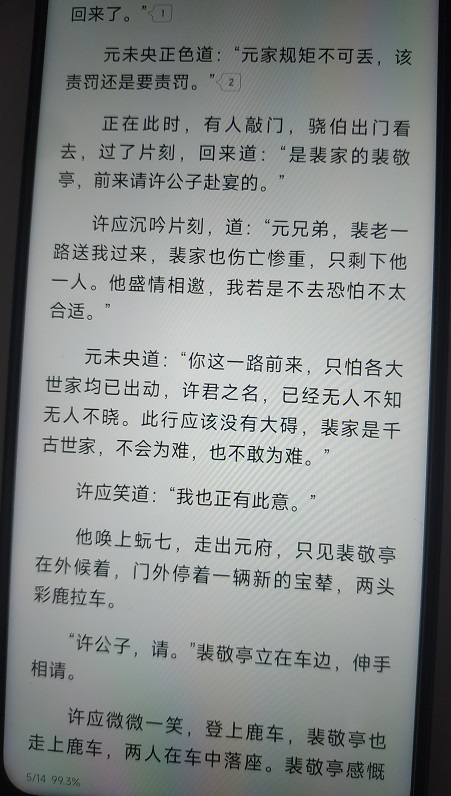 回来了。”1
元未央正色道：“元家规矩不可丢，该
责罚还是要责罚。”2
正在此时，有人敲门，骁伯出门看
去，过了片刻，回来道：“是裴家的裴敬
亭，前来请许公子赴宴的。”
许应沉吟片刻，道：“元兄弟，裴老一
路送我过来，裴家也伤亡惨重，只剩下他
一人。他盛情相邀，我若是不去恐怕不太
合适。”
元未央道：“你这一路前来，只怕各大
世家均已出动，许君之名，已经无人不知
无人不晓。此行应该没有大碍，裴家是千
古世家，不会为难，也不敢为难。”
许应笑道：“我也正有此意。”
他唤上蚖七，走出元府，只见裴敬亭
在外候着，门外停着一辆新的宝辇，两头
彩鹿拉车。
“许公子，请。”裴敬亭立在车边，伸手
相请。
许应微微一笑，登上鹿车，裴敬亭也
走上鹿车，两人在车中落座。裴敬亭感慨
5/14 99.3%